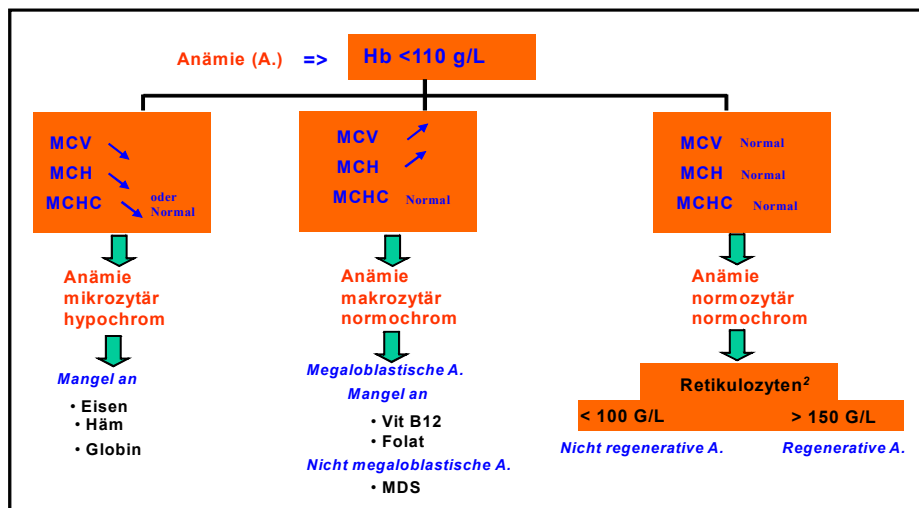 Anämie (A.) => Hb <110 g/L
MCV
MCH
MCHC oder Normal
Anämie
mikrozytär
hypochrom
Mangel an
• Eisen
• Häm
• Globin
MCV
MCH
MCHC Normal
Anämie
makrozytär
normochrom
Megaloblastische A.
Mangel an
• Vit B12
• Folat
Nicht megaloblastische A.
• MDS
MCV Normal
MCH Normal
MCHC Normal
Anämie
normozytär
normochrom
Retikulozyten²
< 100 G/L > 150 G/L
Nicht regenerative A. Regenerative A.